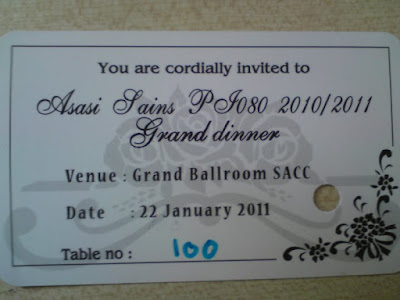 You are cordially invited to
Asasi Sains PI080 2010/2011
Grand dinner
Venue : Grand Ballroom SACC
Date : 22 January 2011
Table no : 100